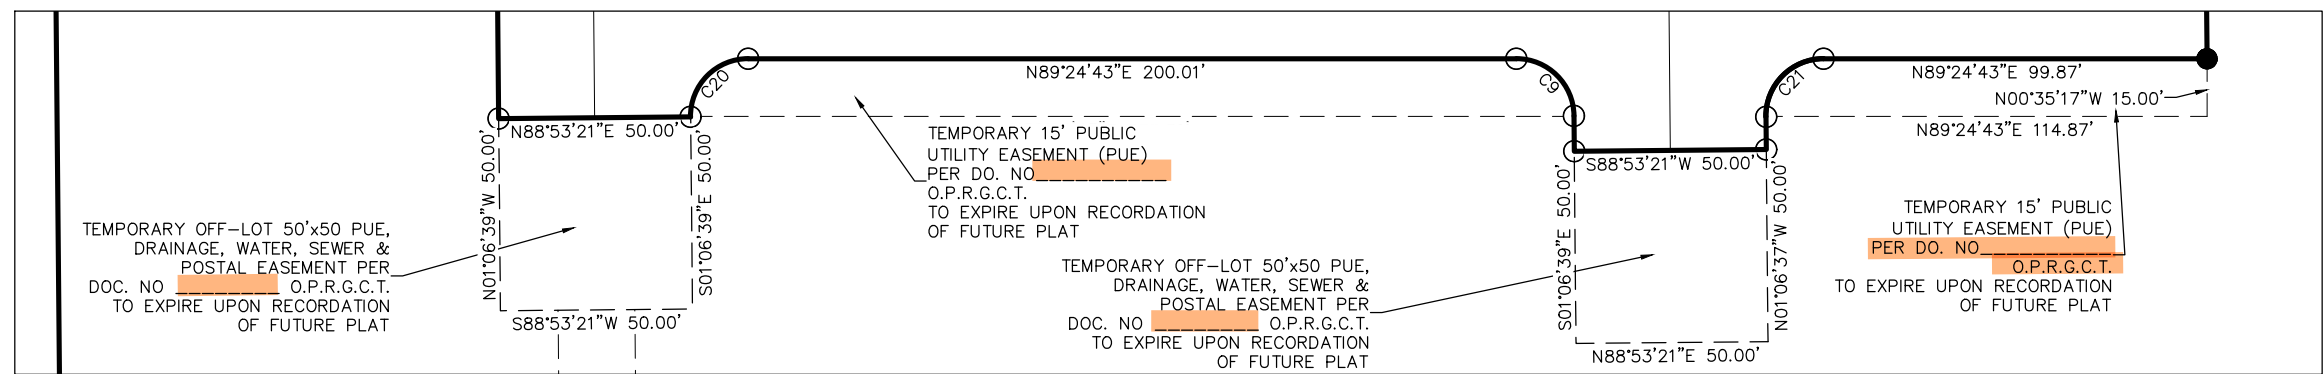 C20
N89°24'43"E 200.01'
C9
C21
N89°24'43"E 99.87'
N00°35'17"W 15.00'
N89°24'43"E 114.87'
N88°53'21"E 50.00'
N01°06'39"W 50.00'
S01°06'39"E 50.00'
S88°53'21"W 50.00'
TEMPORARY OFF-LOT 50'x50 PUE,
DRAINAGE, WATER, SEWER &
POSTAL EASEMENT PER
DOC. NO __________ O.P.R.G.C.T.
TO EXPIRE UPON RECORDATION
OF FUTURE PLAT
TEMPORARY 15' PUBLIC
UTILITY EASEMENT (PUE)
PER DO. NO____________
O.P.R.G.C.T.
TO EXPIRE UPON RECORDATION
OF FUTURE PLAT
S88°53'21"W 50.00'
S01°06'39"E 50.00'
N01°06'37"W 50.00'
N88°53'21"E 50.00'
TEMPORARY OFF-LOT 50'x50 PUE,
DRAINAGE, WATER, SEWER &
POSTAL EASEMENT PER
DOC. NO __________ O.P.R.G.C.T.
TO EXPIRE UPON RECORDATION
OF FUTURE PLAT
TEMPORARY 15' PUBLIC
UTILITY EASEMENT (PUE)
PER DO. NO____________
O.P.R.G.C.T.
TO EXPIRE UPON RECORDATION
OF FUTURE PLAT